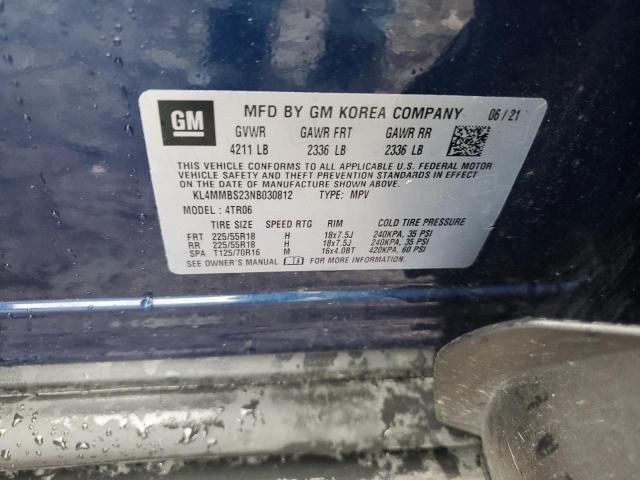 GM MFD BY GM KOREA COMPANY 06/21
GVWR GAWR FRT GAWR RR
4211 LB 2336 LB 2336 LB
THIS VEHICLE CONFORMS TO ALL APPLICABLE U.S. FEDERAL MOTOR
VEHICLE SAFETY AND THEFT PREVENTION STANDARDS IN EFFECT ON
THE DATE OF MANUFACTURE SHOWN ABOVE.
KL4MMBS23NB030812 TYPE: MPV
MODEL: 4TR06
TIRE SIZE SPEED RTG RIM COLD TIRE PRESSURE
FRT 225/55R18 H 18x7.5J 240KPA, 35 PSI
RR 225/55R18 H 18x7.5J 240KPA, 35 PSI
SPA T125/70R16 M 16x4.0BT 420KPA, 60 PSI
SEE OWNER'S MANUAL FOR MORE INFORMATION.